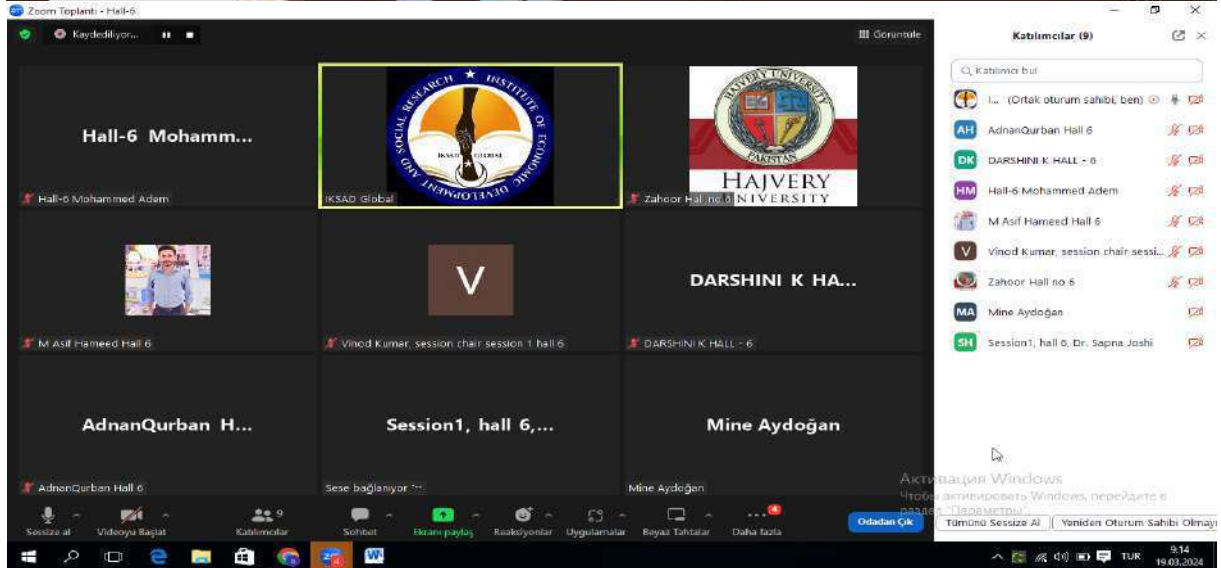 Zoom Toplantı - Hall-6
Kaydediliyor...
Görüntüle
Katılımcılar (9)
Katılımcı bul
Hall-6 Mohamm...
Hall-6 Mohammed Adem
RESEARCH INSTITUTE OF ECONOMIC DEVELOPMENT AND SOCIAL
IKSAD GLOBAL
IKSAD Global
HAJVERY UNIVERSITY
PAKISTAN
HAJVERY
NIVERSITY
Zahoor Hall no 6
M Asif Hameed Hall 6
V
Vinod Kumar, session chair session 1 hall 6
DARSHINI K HA...
DARSHINI K HALL - 6
AdnanQurban H...
AdnanQurban Hall 6
Session1, hall 6,...
Sese bağlanıyor ...
Mine Aydoğan
Mine Aydoğan
I... (Ortak oturum sahibi, ben)
AH AdnanQurban Hall 6
DK DARSHINI K HALL - 6
HM Hall-6 Mohammed Adem
M Asif Hameed Hall 6
V Vinod Kumar, session chair sessi...
Zahoor Hall no 6
MA Mine Aydoğan
SH Session1, hall 6, Dr. Sapna Joshi
Активация Windows
Чтобы активировать Windows, перейдите в
раздел "Параметры".
Tümünü Sessize Al
Yeniden Oturum Sahibi Olmay
Sessize al
Videoyu Başlat
9
Katılımcılar
Sohbet
Ekranı paylaş
Reaksiyonlar
Uygulamalar
Beyaz Tahtalar
Daha fazla
Odadan Çık
TUR
9:14
19.03.2024